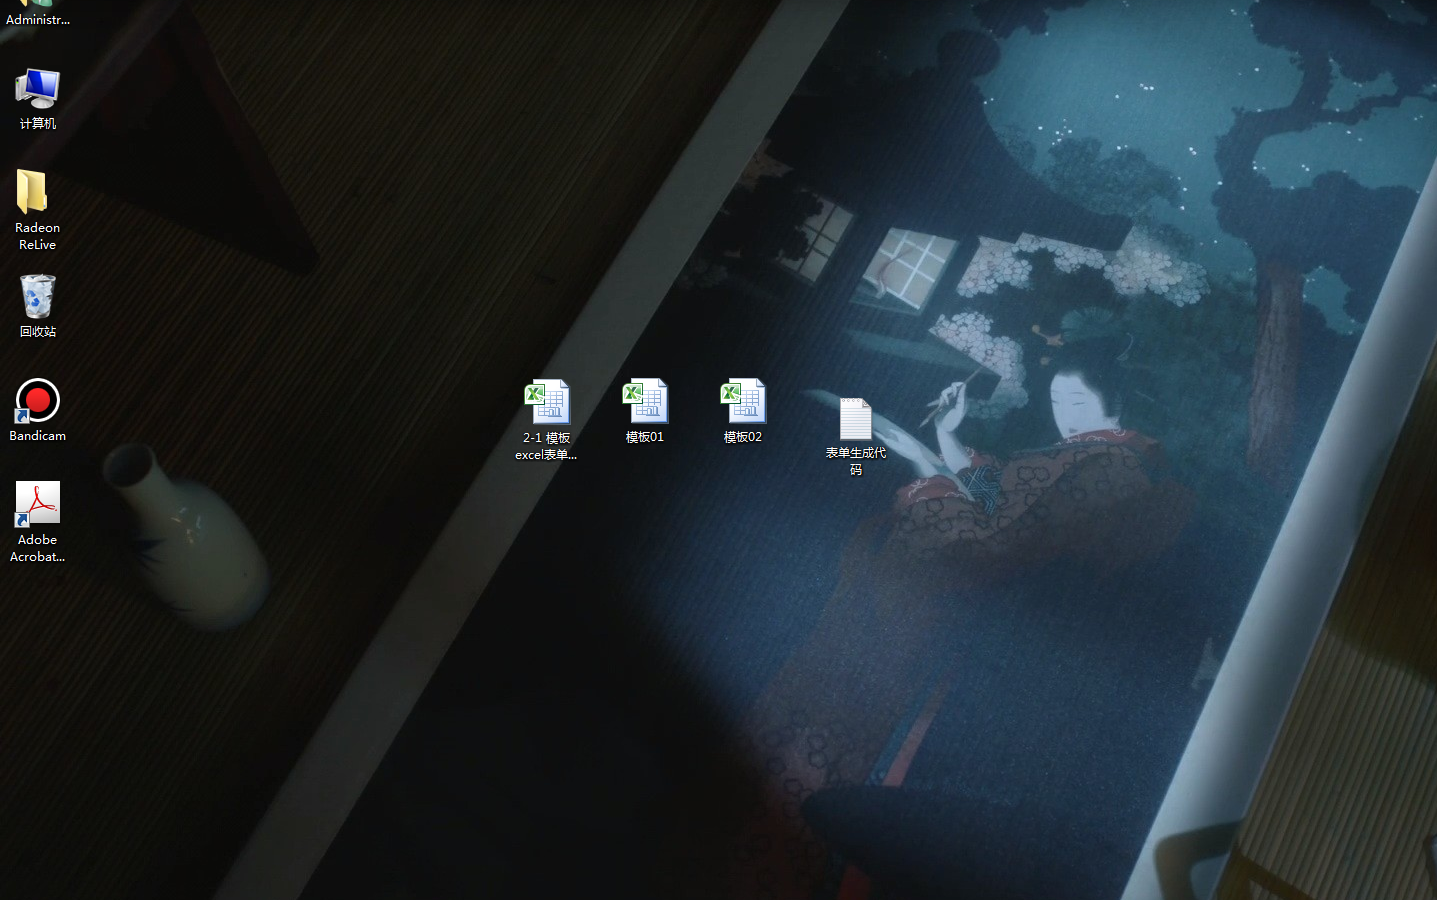 Administr...
计算机
Radeon
ReLive
回收站
Bandicam
Adobe
Acrobat...
2-1 模板
excel表单...
模板01
模板02
表单生成代
码